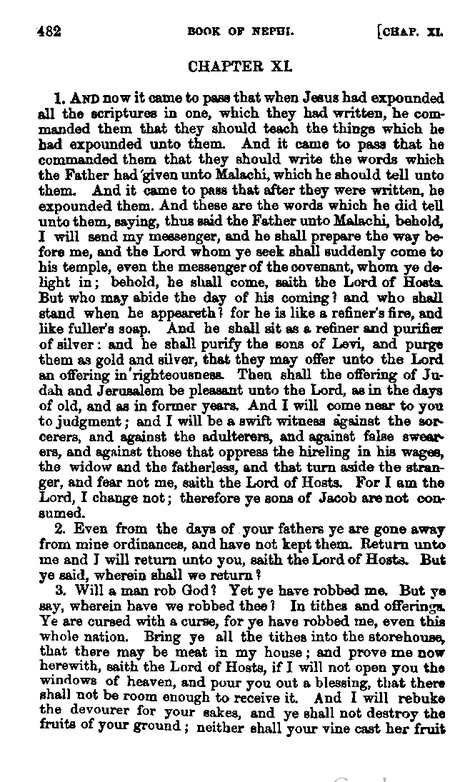 482 BOOK OF NEPHI. [CHAP. XI.
CHAPTER XI.
1. AND now it came to pass that when Jesus had expounded
all the scriptures in one, which they had written, he com-
manded them that they should teach the things which he
had expounded unto them. And it came to pass that he
commanded them that they should write the words which
the Father had given unto Malachi, which he should tell unto
them. And it came to pass that after they were written, he
expounded them. And these are the words which he did tell
unto them, saying, thus said the Father unto Malachi, behold,
I will send my messenger, and he shall prepare the way be-
fore me, and the Lord whom ye seek shall suddenly come to
his temple, even the messenger of the covenant, whom ye de-
light in; behold, he shall come, saith the Lord of Hosts.
But who may abide the day of his coming? and who shall
stand when he appeareth? for he is like a refiner's fire, and
like fuller's soap. And he shall sit as a refiner and purifier
of silver: and he shall purify the sons of Levi, and purge
them as gold and silver, that they may offer unto the Lord
an offering in righteousness. Then shall the offering of Ju-
dah and Jerusalem be pleasant unto the Lord, as in the days
of old, and as in former years. And I will come near to you
to judgment; and I will be a swift witness against the sor-
cerers, and against the adulterers, and against false swear-
ers, and against those that oppress the hireling in his wages,
the widow and the fatherless, and that turn aside the stran-
ger, and fear not me, saith the Lord of Hosts. For I am the
Lord, I change not; therefore ye sons of Jacob are not con-
sumed.
2. Even from the days of your fathers ye are gone away
from mine ordinances, and have not kept them. Return unto
me and I will return unto you, saith the Lord of Hosts. But
ye said, wherein shall we return?
3. Will a man rob God? Yet ye have robbed me. But ye
say, wherein have we robbed thee? In tithes and offerings.
Ye are cursed with a curse, for ye have robbed me, even this
whole nation. Bring ye all the tithes into the storehouse,
that there may be meat in my house; and prove me now
herewith, saith the Lord of Hosts, if I will not open you the
windows of heaven, and pour you out a blessing, that there
shall not be room enough to receive it. And I will rebuke
the devourer for your sakes, and ye shall not destroy the
fruits of your ground; neither shall your vine cast her fruit